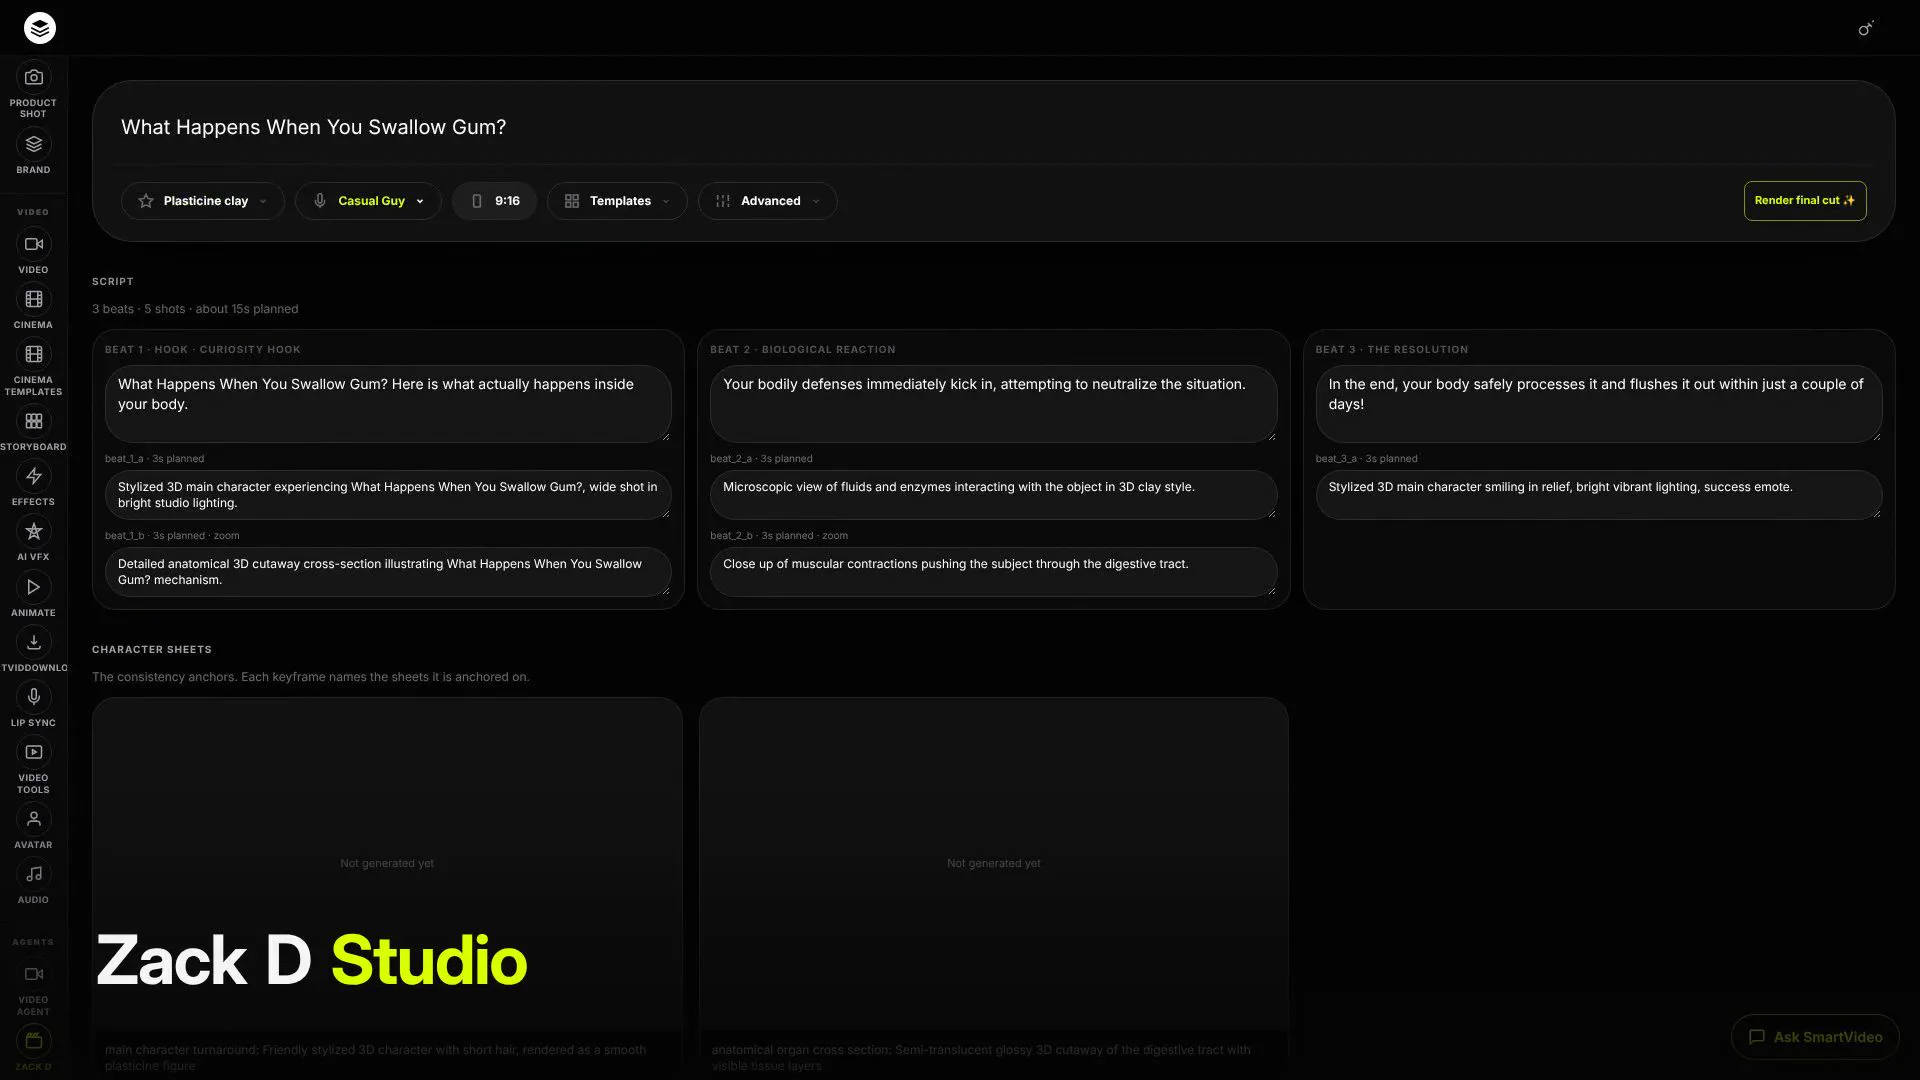 PRODUCT
SHOT
BRAND
VIDEO
VIDEO
CINEMA
CINEMA
TEMPLATES
STORYBOARD
EFFECTS
AI VFX
ANIMATE
TVIDDOWNLO
LIP SYNC
VIDEO
TOOLS
AVATAR
AUDIO
AGENTS
VIDEO
AGENT
ZACK D
What Happens When You Swallow Gum?
Plasticine clay
Casual Guy
9:16
Templates
Advanced
Render final cut ✨
SCRIPT
3 beats · 5 shots · about 15s planned
BEAT 1 · HOOK · CURIOSITY HOOK
What Happens When You Swallow Gum? Here is what actually happens inside
your body.
beat_1_a · 3s planned
Stylized 3D main character experiencing What Happens When You Swallow Gum?, wide shot in
bright studio lighting.
beat_1_b · 3s planned · zoom
Detailed anatomical 3D cutaway cross-section illustrating What Happens When You Swallow
Gum? mechanism.
BEAT 2 · BIOLOGICAL REACTION
Your bodily defenses immediately kick in, attempting to neutralize the situation.
beat_2_a · 3s planned
Microscopic view of fluids and enzymes interacting with the object in 3D clay style.
beat_2_b · 3s planned · zoom
Close up of muscular contractions pushing the subject through the digestive tract.
BEAT 3 · THE RESOLUTION
In the end, your body safely processes it and flushes it out within just a couple of
days!
beat_3_a · 3s planned
Stylized 3D main character smiling in relief, bright vibrant lighting, success emote.
CHARACTER SHEETS
The consistency anchors. Each keyframe names the sheets it is anchored on.
Not generated yet
Not generated yet
Zack D Studio
main character turnaround: Friendly stylized 3D character with short hair, rendered as a smooth
plasticine figure
anatomical organ cross section: Semi-translucent glossy 3D cutaway of the digestive tract with
visible tissue layers
Ask SmartVideo